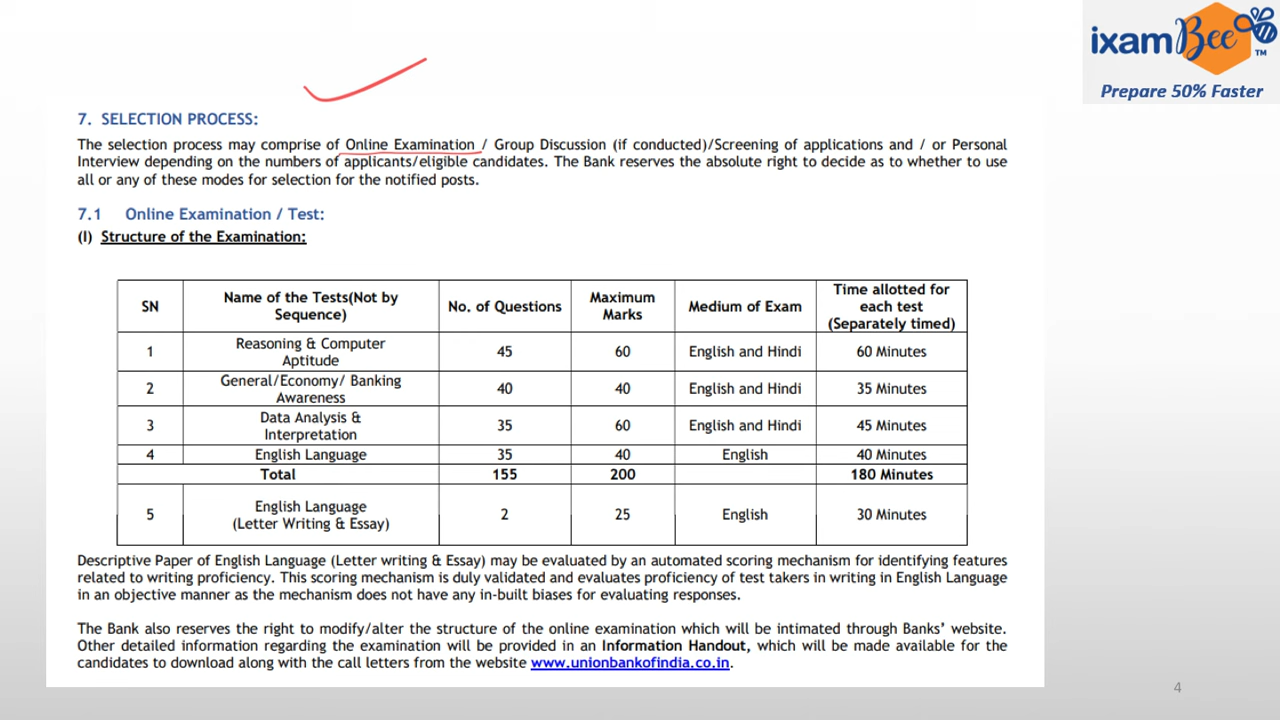 ixamBee TM
Prepare 50% Faster
7. SELECTION PROCESS:
The selection process may comprise of Online Examination / Group Discussion (if conducted)/Screening of applications and / or Personal
Interview depending on the numbers of applicants/eligible candidates. The Bank reserves the absolute right to decide as to whether to use
all or any of these modes for selection for the notified posts.
7.1 Online Examination / Test:
(I) Structure of the Examination:
SN Name of the Tests(Not by Sequence) No. of Questions Maximum Marks Medium of Exam Time allotted for each test (Separately timed)
1 Reasoning & Computer Aptitude 45 60 English and Hindi 60 Minutes
2 General/Economy/ Banking Awareness 40 40 English and Hindi 35 Minutes
3 Data Analysis & Interpretation 35 60 English and Hindi 45 Minutes
4 English Language 35 40 English 40 Minutes
Total 155 200 180 Minutes
5 English Language (Letter Writing & Essay) 2 25 English 30 Minutes
Descriptive Paper of English Language (Letter writing & Essay) may be evaluated by an automated scoring mechanism for identifying features
related to writing proficiency. This scoring mechanism is duly validated and evaluates proficiency of test takers in writing in English Language
in an objective manner as the mechanism does not have any in-built biases for evaluating responses.
The Bank also reserves the right to modify/alter the structure of the online examination which will be intimated through Banks' website.
Other detailed information regarding the examination will be provided in an Information Handout, which will be made available for the
candidates to download along with the call letters from the website www.unionbankofindia.co.in.
4